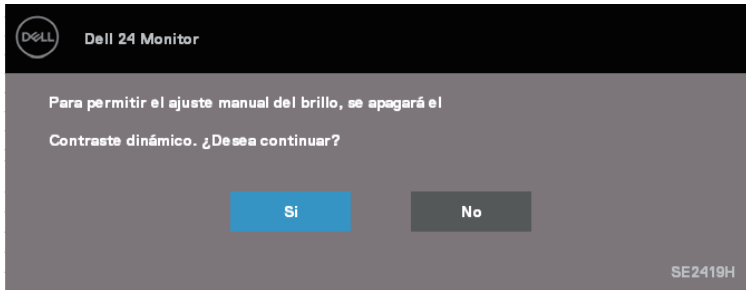 DELL
Dell 24 Monitor
Para permitir el ajuste manual del brillo, se apagará el
Contraste dinámico. ¿Desea continuar?
Si
No
SE2419H